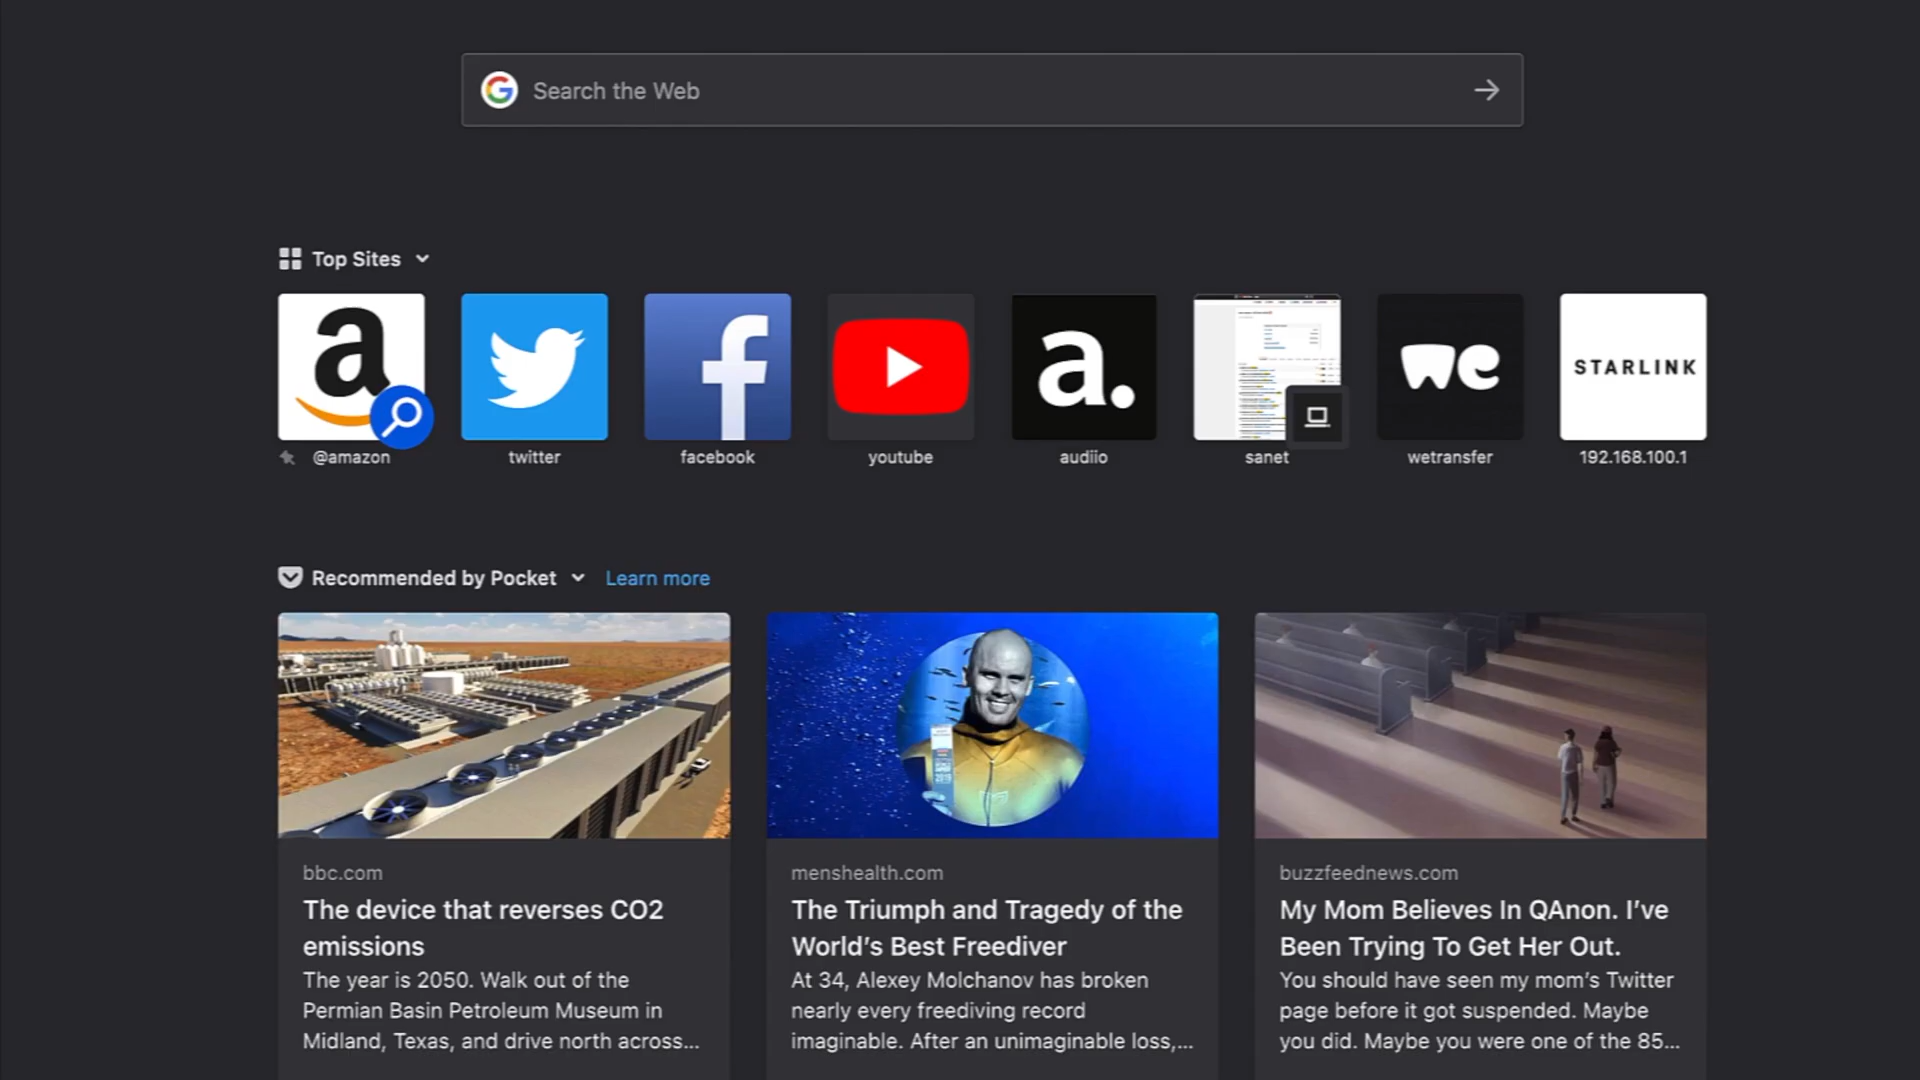 Search the Web
Top Sites
STARLINK
@amazon
twitter
facebook
youtube
audiio
sanet
wetransfer
192.168.100.1
Recommended by Pocket
Learn more
bbc.com
The device that reverses CO2
emissions
The year is 2050. Walk out of the
Permian Basin Petroleum Museum in
Midland, Texas, and drive north across...
2019
menshealth.com
The Triumph and Tragedy of the
World’s Best Freediver
At 34, Alexey Molchanov has broken
nearly every freediving record
imaginable. After an unimaginable loss,...
buzzfeednews.com
My Mom Believes In QAnon. I’ve
Been Trying To Get Her Out.
You should have seen my mom’s Twitter
page before it got suspended. Maybe
you did. Maybe you were one of the 85...